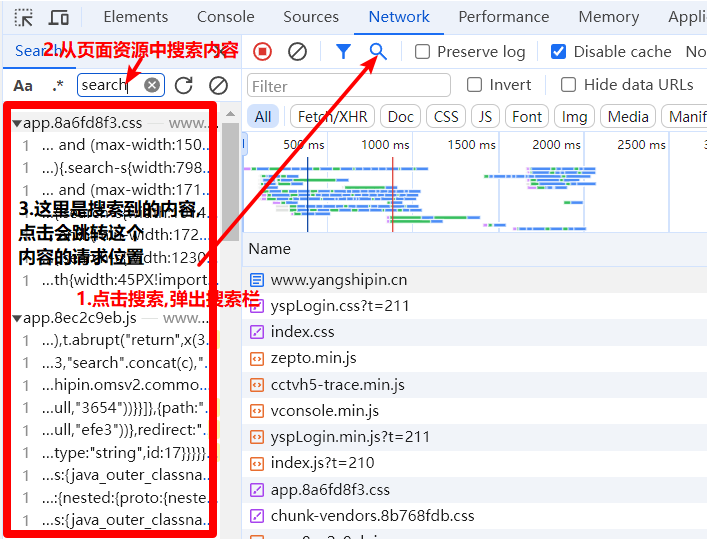 Elements Console Sources Network Performance Memory Appli
Search
2.从页面资源中搜索内容
Preserve log Disable cache No
Aa .* search
Filter Invert Hide data URLs
All Fetch/XHR Doc CSS JS Font Img Media Manif
500 ms 1000 ms 1500 ms 2000 ms 2500 ms 3
app.8a6fd8f3.css — www...
1 ... and (max-width:150...
1 ...){.search-s{width:798...
1 ... and (max-width:171...
3.这里是搜索到的内容,
点击会跳转这个
内容的请求位置
1 ...th{width:45PX!import...
1.点击搜索,弹出搜索栏
app.8ec2c9eb.js — www...
1 ...),t.abrupt("return",x(3...
1 ...3,"search".concat(c),"...
1 ...hipin.omsv2.commo...
1 ...ull,"3654"))}}]},{path:"...
1 ...ull,"efe3"))},redirect:"...
1 ...type:"string",id:17}}}}}...
1 ...s:{java_outer_classna...
1 ...:{nested:{proto:{neste...
1 ...s:{java_outer_classna...
Name
www.yangshipin.cn
yspLogin.css?t=211
index.css
zepto.min.js
cctvh5-trace.min.js
vconsole.min.js
yspLogin.min.js?t=211
index.js?t=210
app.8a6fd8f3.css
chunk-vendors.8b768fdb.css